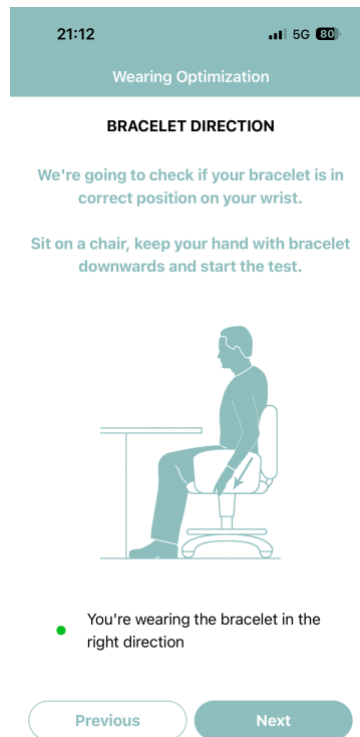 21:12 5G 80
Wearing Optimization
BRACELET DIRECTION
We're going to check if your bracelet is in
correct position on your wrist.
Sit on a chair, keep your hand with bracelet
downwards and start the test.
You're wearing the bracelet in the
right direction
Previous Next